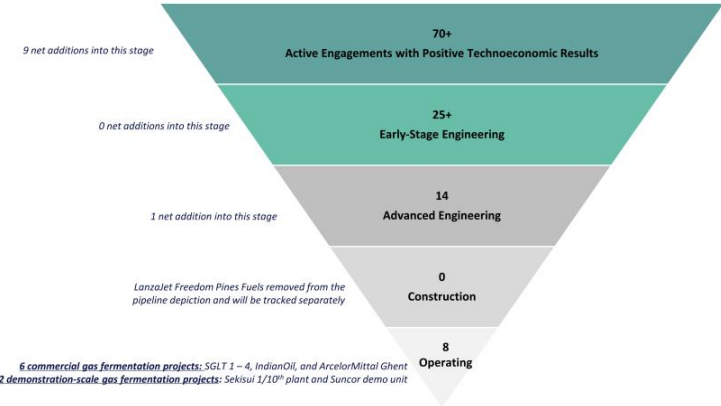 70+
9 net additions into this stage
Active Engagements with Positive Technoeconomic Results
25+
0 net additions into this stage
Early-Stage Engineering
14
1 net addition into this stage
Advanced Engineering
0
LanzaJet Freedom Pines Fuels removed from the
pipeline depiction and will be tracked separately
Construction
8
Operating
6 commercial gas fermentation projects: SGLT 1 – 4, IndianOil, and ArcelorMittal Ghent
2 demonstration-scale gas fermentation projects: Sekisui 1/10th plant and Suncor demo unit